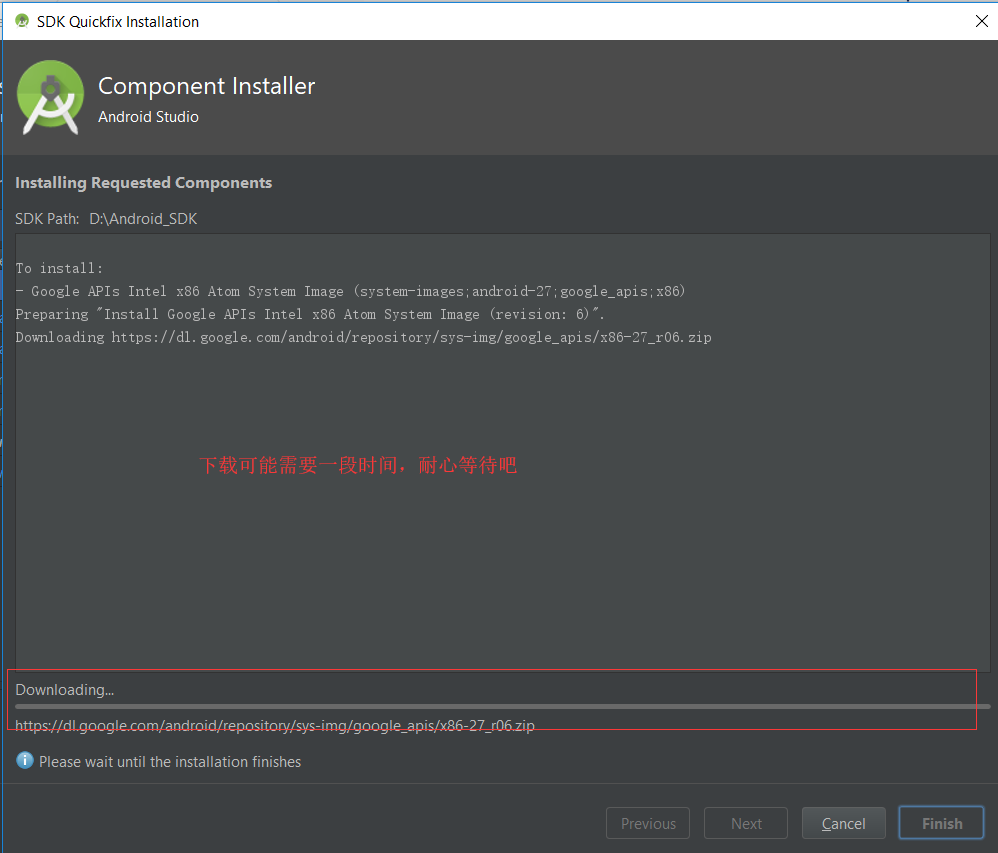 SDK Quickfix Installation
Component Installer
Android Studio
Installing Requested Components
SDK Path: D:\Android_SDK
To install:
- Google APIs Intel x86 Atom System Image (system-images;android-27;google_apis;x86)
Preparing "Install Google APIs Intel x86 Atom System Image (revision: 6)".
Downloading https://dl.google.com/android/repository/sys-img/google_apis/x86-27_r06.zip
下载可能需要一段时间，耐心等待吧
Downloading...
https://dl.google.com/android/repository/sys-img/google_apis/x86-27_r06.zip
Please wait until the installation finishes
Previous Next Cancel Finish